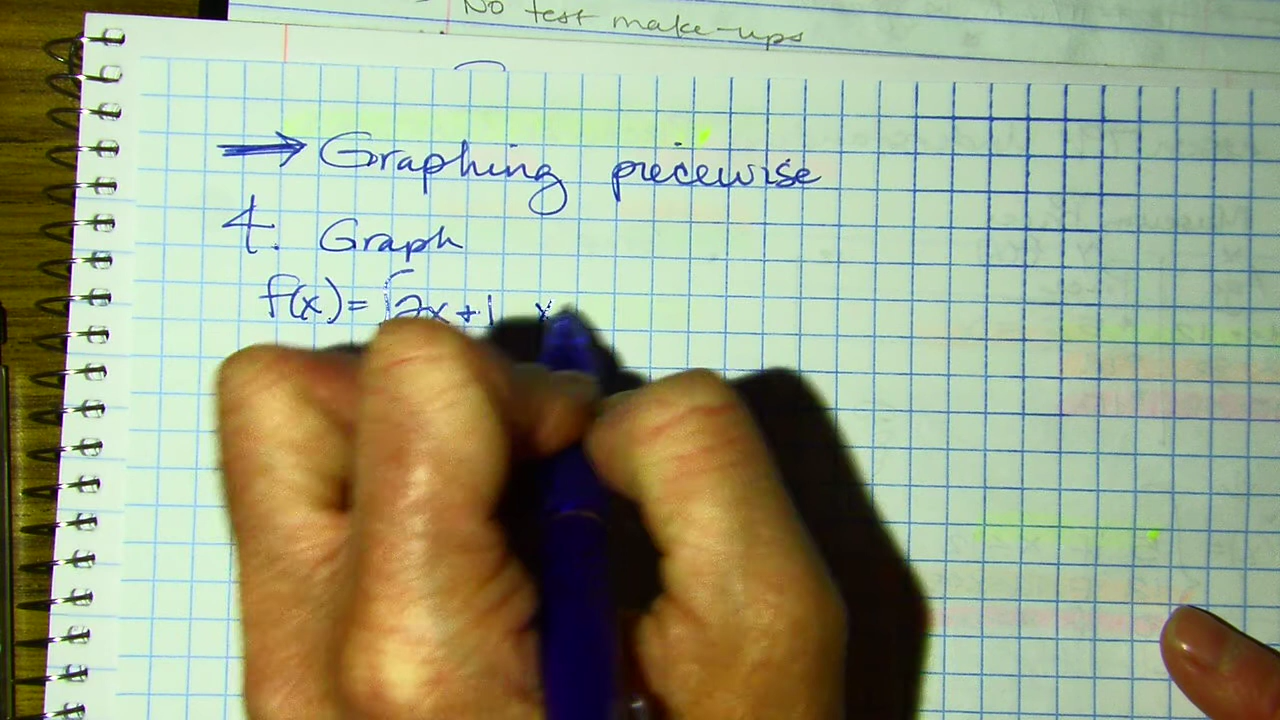 No test make-ups
→ Graphing piecewise
4. Graph
f(x) = { 2x + 1 x